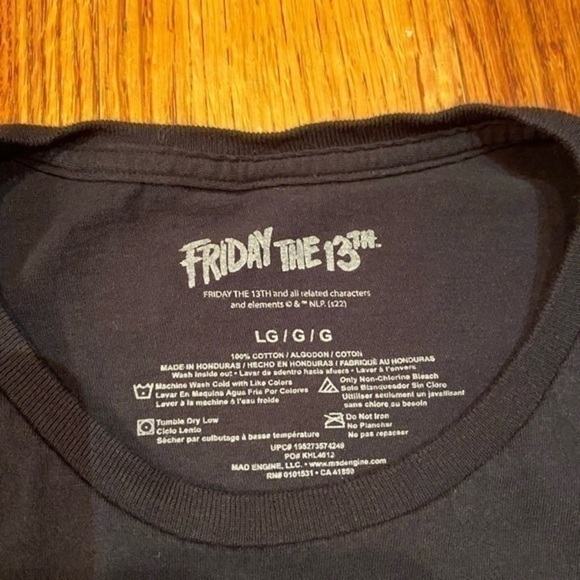 FRIDAY THE 13TH™
FRIDAY THE 13TH and all related characters
and elements © & ™ NLP. (s22)
LG / G / G
100% COTTON / ALGODON / COTON
MADE IN HONDURAS / HECHO EN HONDURAS / FABRIQUÉ AU HONDURAS
Wash inside out • Lavar de adentro hacia afuera • Laver à l'envers
Machine Wash Cold with Like Colors
Lavar En Maquina Agua Fria Por Colores
Laver à la machine à l'eau froide
Only Non-Chlorine Bleach
Solo Blanqueador Sin Cloro
Utiliser seulement un javellisant
sans chlore au besoin
Tumble Dry Low
Ciclo Lento
Sécher par culbutage à basse température
Do Not Iron
No Planchar
Ne pas repasser
UPC# 195273574249
PO# KHL4612
MAD ENGINE, LLC. • www.madengine.com
RN# 0101531 • CA 41859